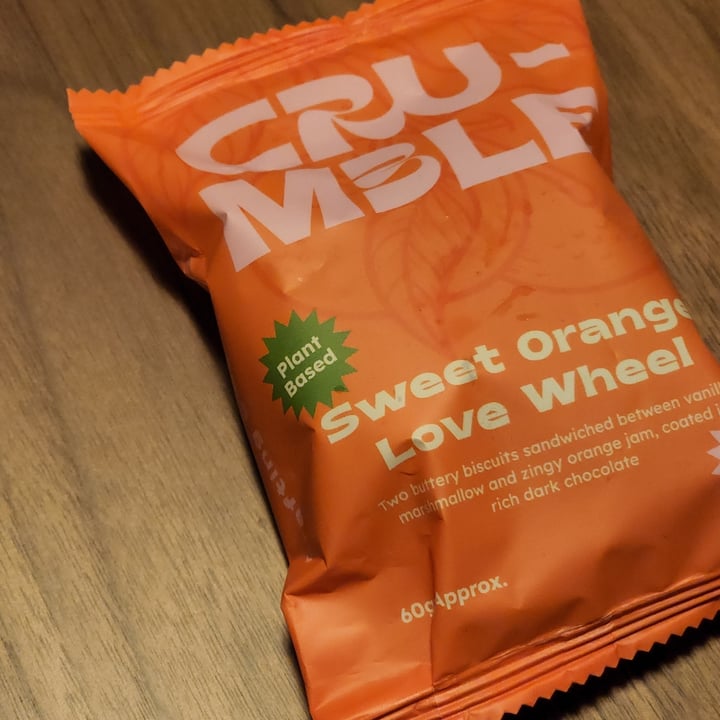 CRU-
MBLE
Plant
Based
Sweet Orange
Love Wheel
Two buttery biscuits sandwiched between vanilla
marshmallow and zingy orange jam, coated
rich dark chocolate
60g Approx.